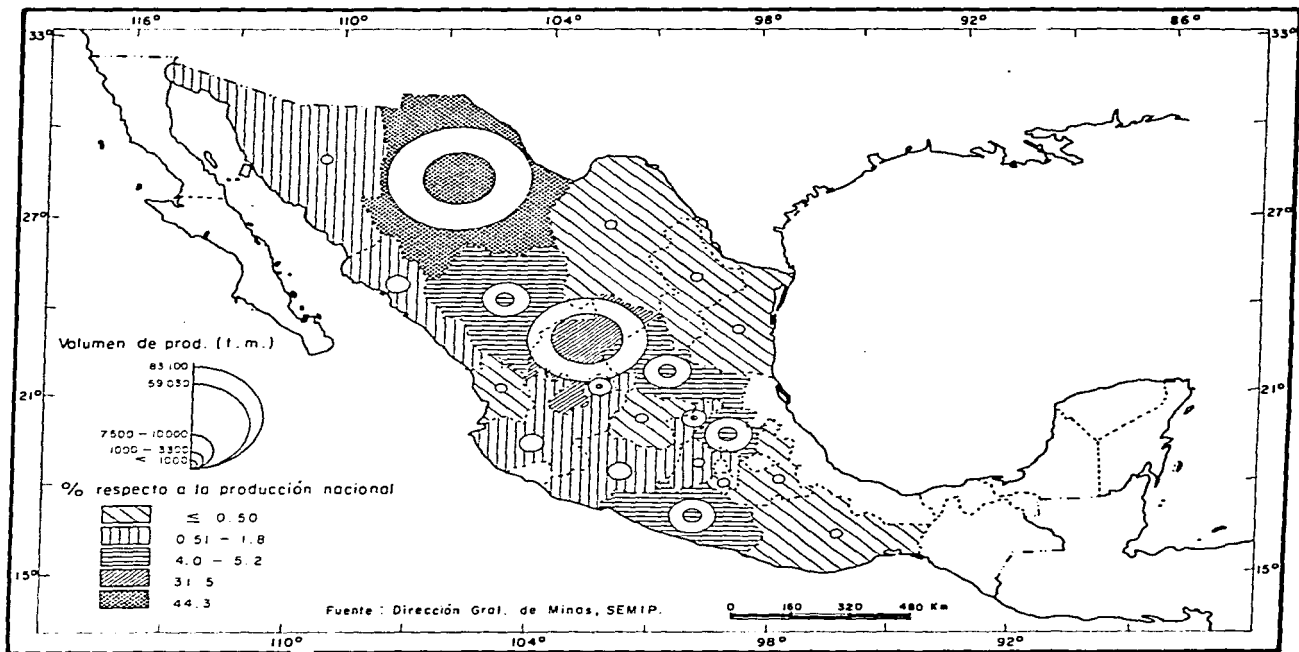 116° 110° 104° 98° 92° 86°
33° 33°
27° 27°
21° 21°
15° 15°
Volumen de prod. (t.m.)
83 100
59 030
7500 - 10000
1000 - 3300
≤ 1000
% respecto a la producción nacional
≤ 0.50
0.51 - 1.8
4.0 - 5.2
31.5
44.3
Fuente : Dirección Gral. de Minas, SEMIP.
0 160 320 480 Km
110° 104° 98° 92°